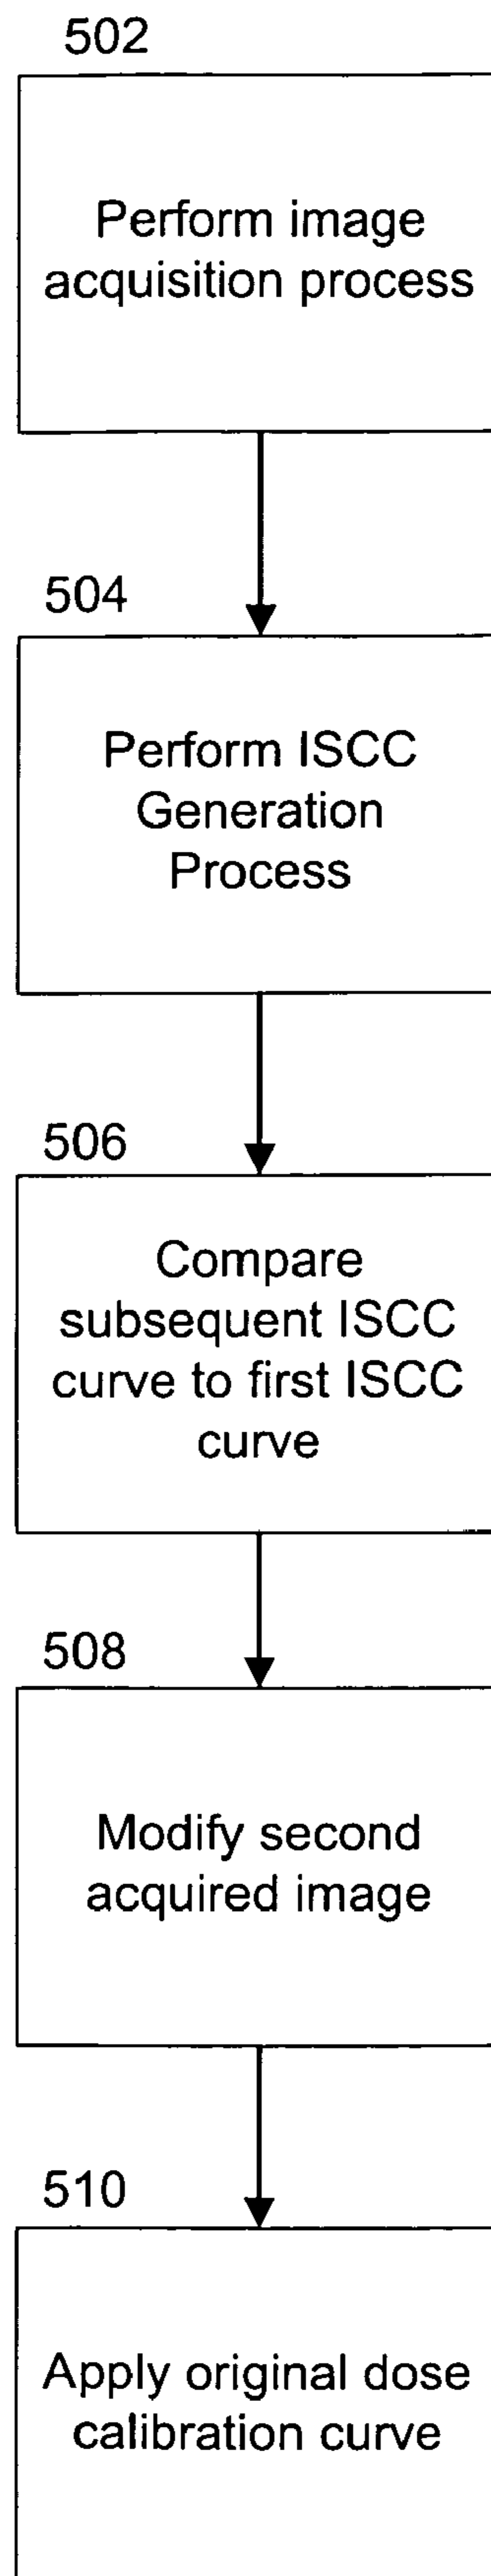 502
Perform image
acquisition process
504
Perform ISCC
Generation
Process
506
Compare
subsequent ISCC
curve to first ISCC
curve
508
Modify second
acquired image
510
Apply original dose
calibration curve